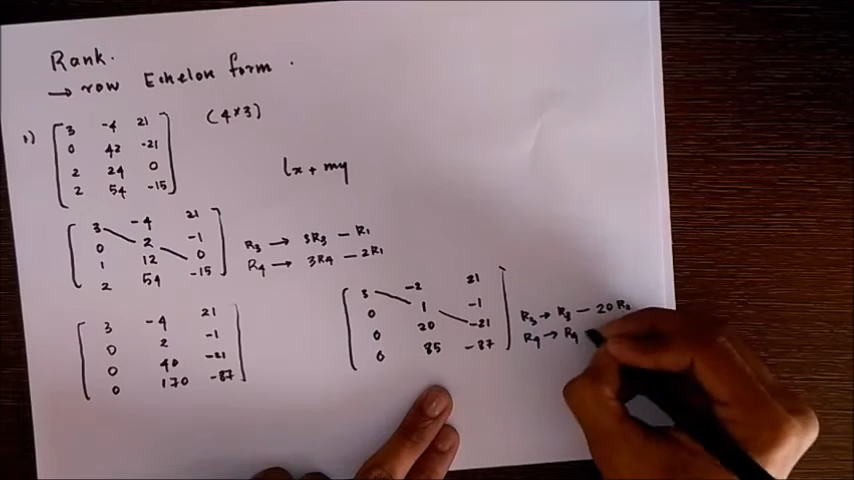 Rank.
→ row Echelon form.
1) [ 3 -4 21 (4×3)
0 42 -21
2 24 0
2 54 -15 ]
lx + my
[ 3 -4 21
0 2 -1
1 12 0
2 54 -15 ]
R3 → 3R3 - R1
R4 → 3R4 - 2R1
[ 3 -4 21
0 2 -1
0 40 -21
0 170 -87 ]
[ 3 -2 21
0 1 -1
0 20 -21
0 85 -87 ]
R3 → R3 - 20 R2
R4 → R4